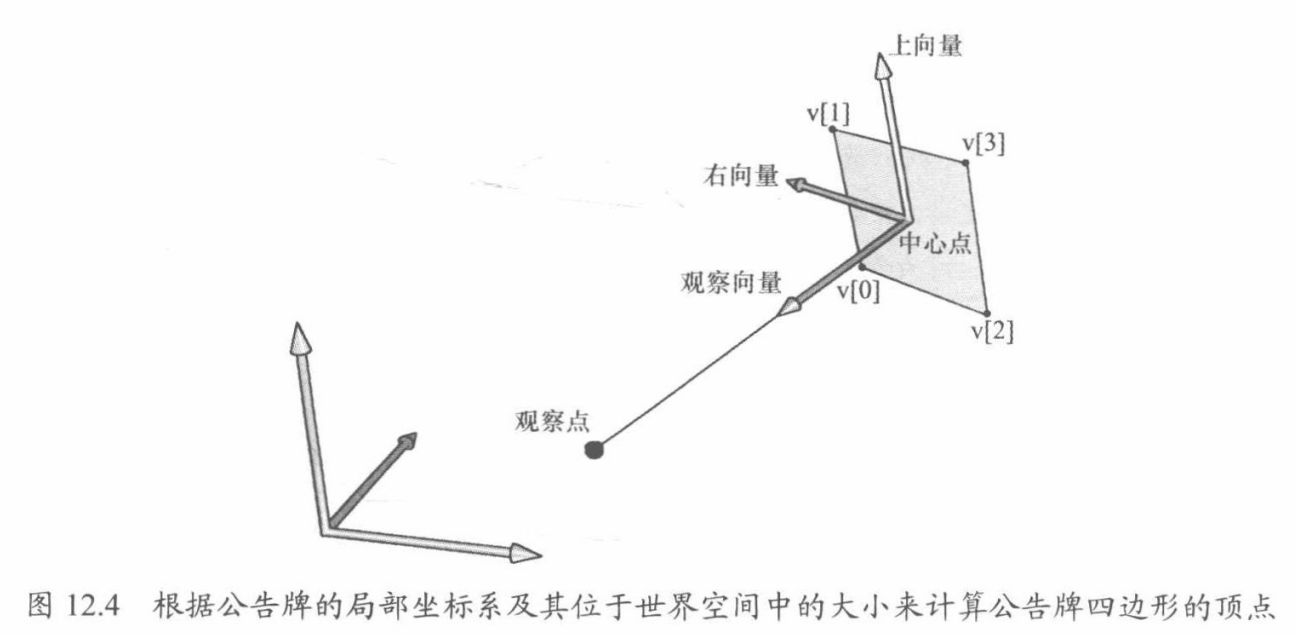 上向量
v[1]
v[3]
右向量
中心点
观察向量
v[0]
v[2]
观察点
图 12.4 根据公告牌的局部坐标系及其位于世界空间中的大小来计算公告牌四边形的顶点